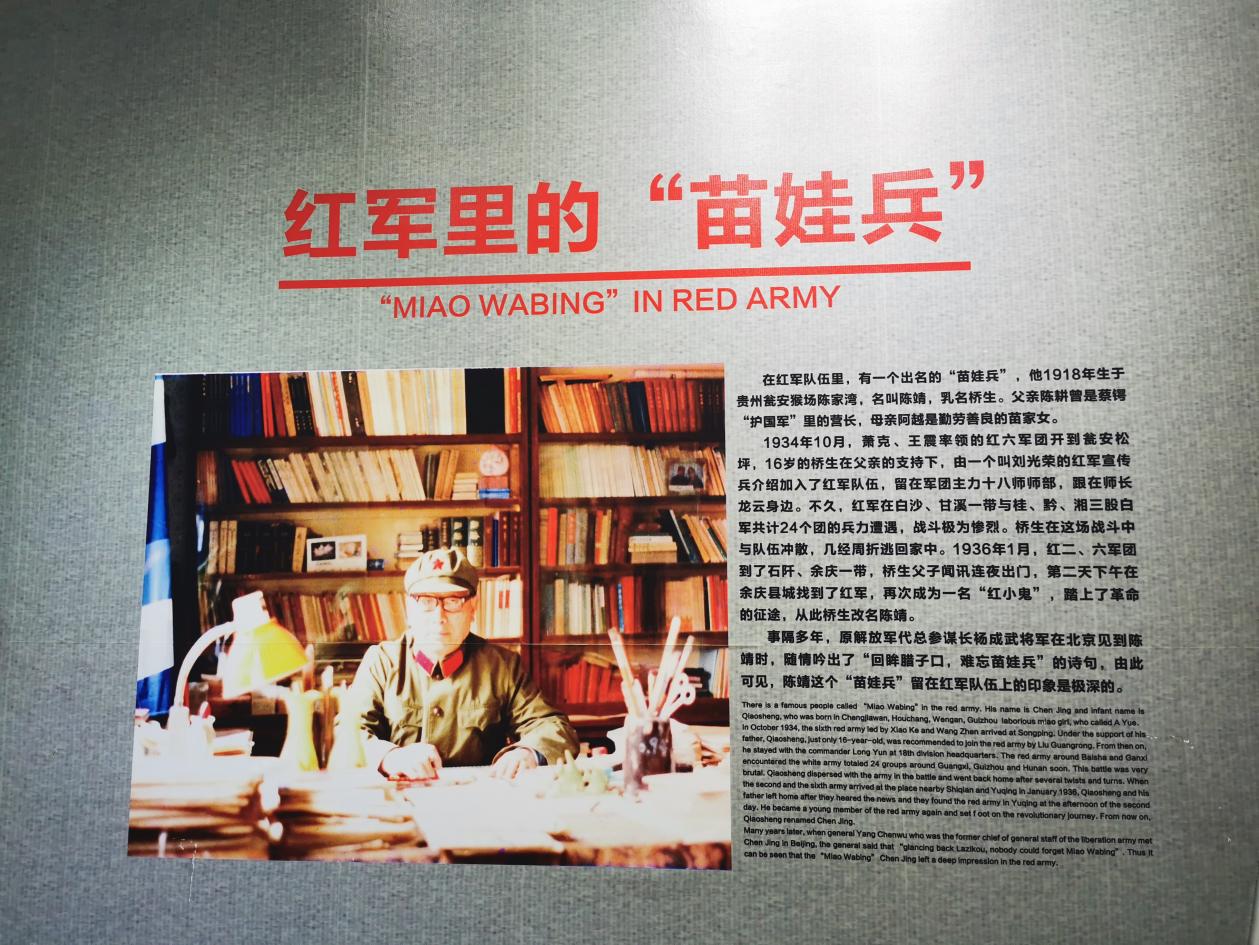 红军里的“苗娃兵”
“MIAO WABING” IN RED ARMY
在红军队伍里，有一个出名的“苗娃兵”，他1918年生于
贵州瓮安猴场陈家湾，名叫陈靖，乳名桥生。父亲陈耕曾是蔡锷
“护国军”里的营长，母亲阿越是勤劳善良的苗家女。
1934年10月，萧克、王震率领的红六军团开到瓮安松
坪，16岁的桥生在父亲的支持下，由一个叫刘光荣的红军宣传
兵介绍加入了红军队伍，留在军团主力十八师师部，跟在师长
龙云身边。不久，红军在白沙、甘溪一带与桂、黔、湘三股白
军共计24个团的兵力遭遇，战斗极为惨烈。桥生在这场战斗中
与队伍冲散，几经周折逃回家中。1936年1月，红二、六军团
到了石阡、余庆一带，桥生父子闻讯连夜出门，第二天下午在
余庆县城找到了红军，再次成为一名“红小鬼”，踏上了革命
的征途，从此桥生改名陈靖。
事隔多年，原解放军代总参谋长杨成武将军在北京见到陈
靖时，随情吟出了“回眸腊子口，难忘苗娃兵”的诗句，由此
可见，陈靖这个“苗娃兵”留在红军队伍上的印象是极深的。
There is a famous people called “Miao Wabing” in the red army. His name is Chen Jing and infant name is
Qiaosheng, who was born in Chengjiawan, Houchang, Wengan, Guizhou laborious miao girl, who called A Yue.
In October 1934, the sixth red army led by Xiao Ke and Wang Zhen arrived at Songping. Under the support of his
father, Qiaosheng, just only 16-year-old, was recommended to join the red army by Liu Guangrong. From then on,
he stayed with the commander Long Yun at 18th division headquarters. The red army around Baisha and Ganxi
encountered the white army totaled 24 groups around Guangxi, Guizhou and Hunan soon. This battle was very
brutal. Qiaosheng dispersed with the army in the battle and went back home after several twists and turns. When
the second and the sixth army arrived at the place nearby Shiqian and Yuqing in January,1936, Qiaosheng and his
father left home after they heared the news and they found the red army in Yuqing at the afternoon of the second
day. He became a young member of the red army again and set f oot on the revolutionary journey. From now on,
Qiaosheng renamed Chen Jing.
Many years later, when general Yang Chenwu who was the former chief of general staff of the liberation army met
Chen Jing in Beijing, the general said that “glancing back Lazikou, nobody could forget Miao Wabing”. Thus it
can be seen that the “Miao Wabing” Chen Jing left a deep impression in the red army.